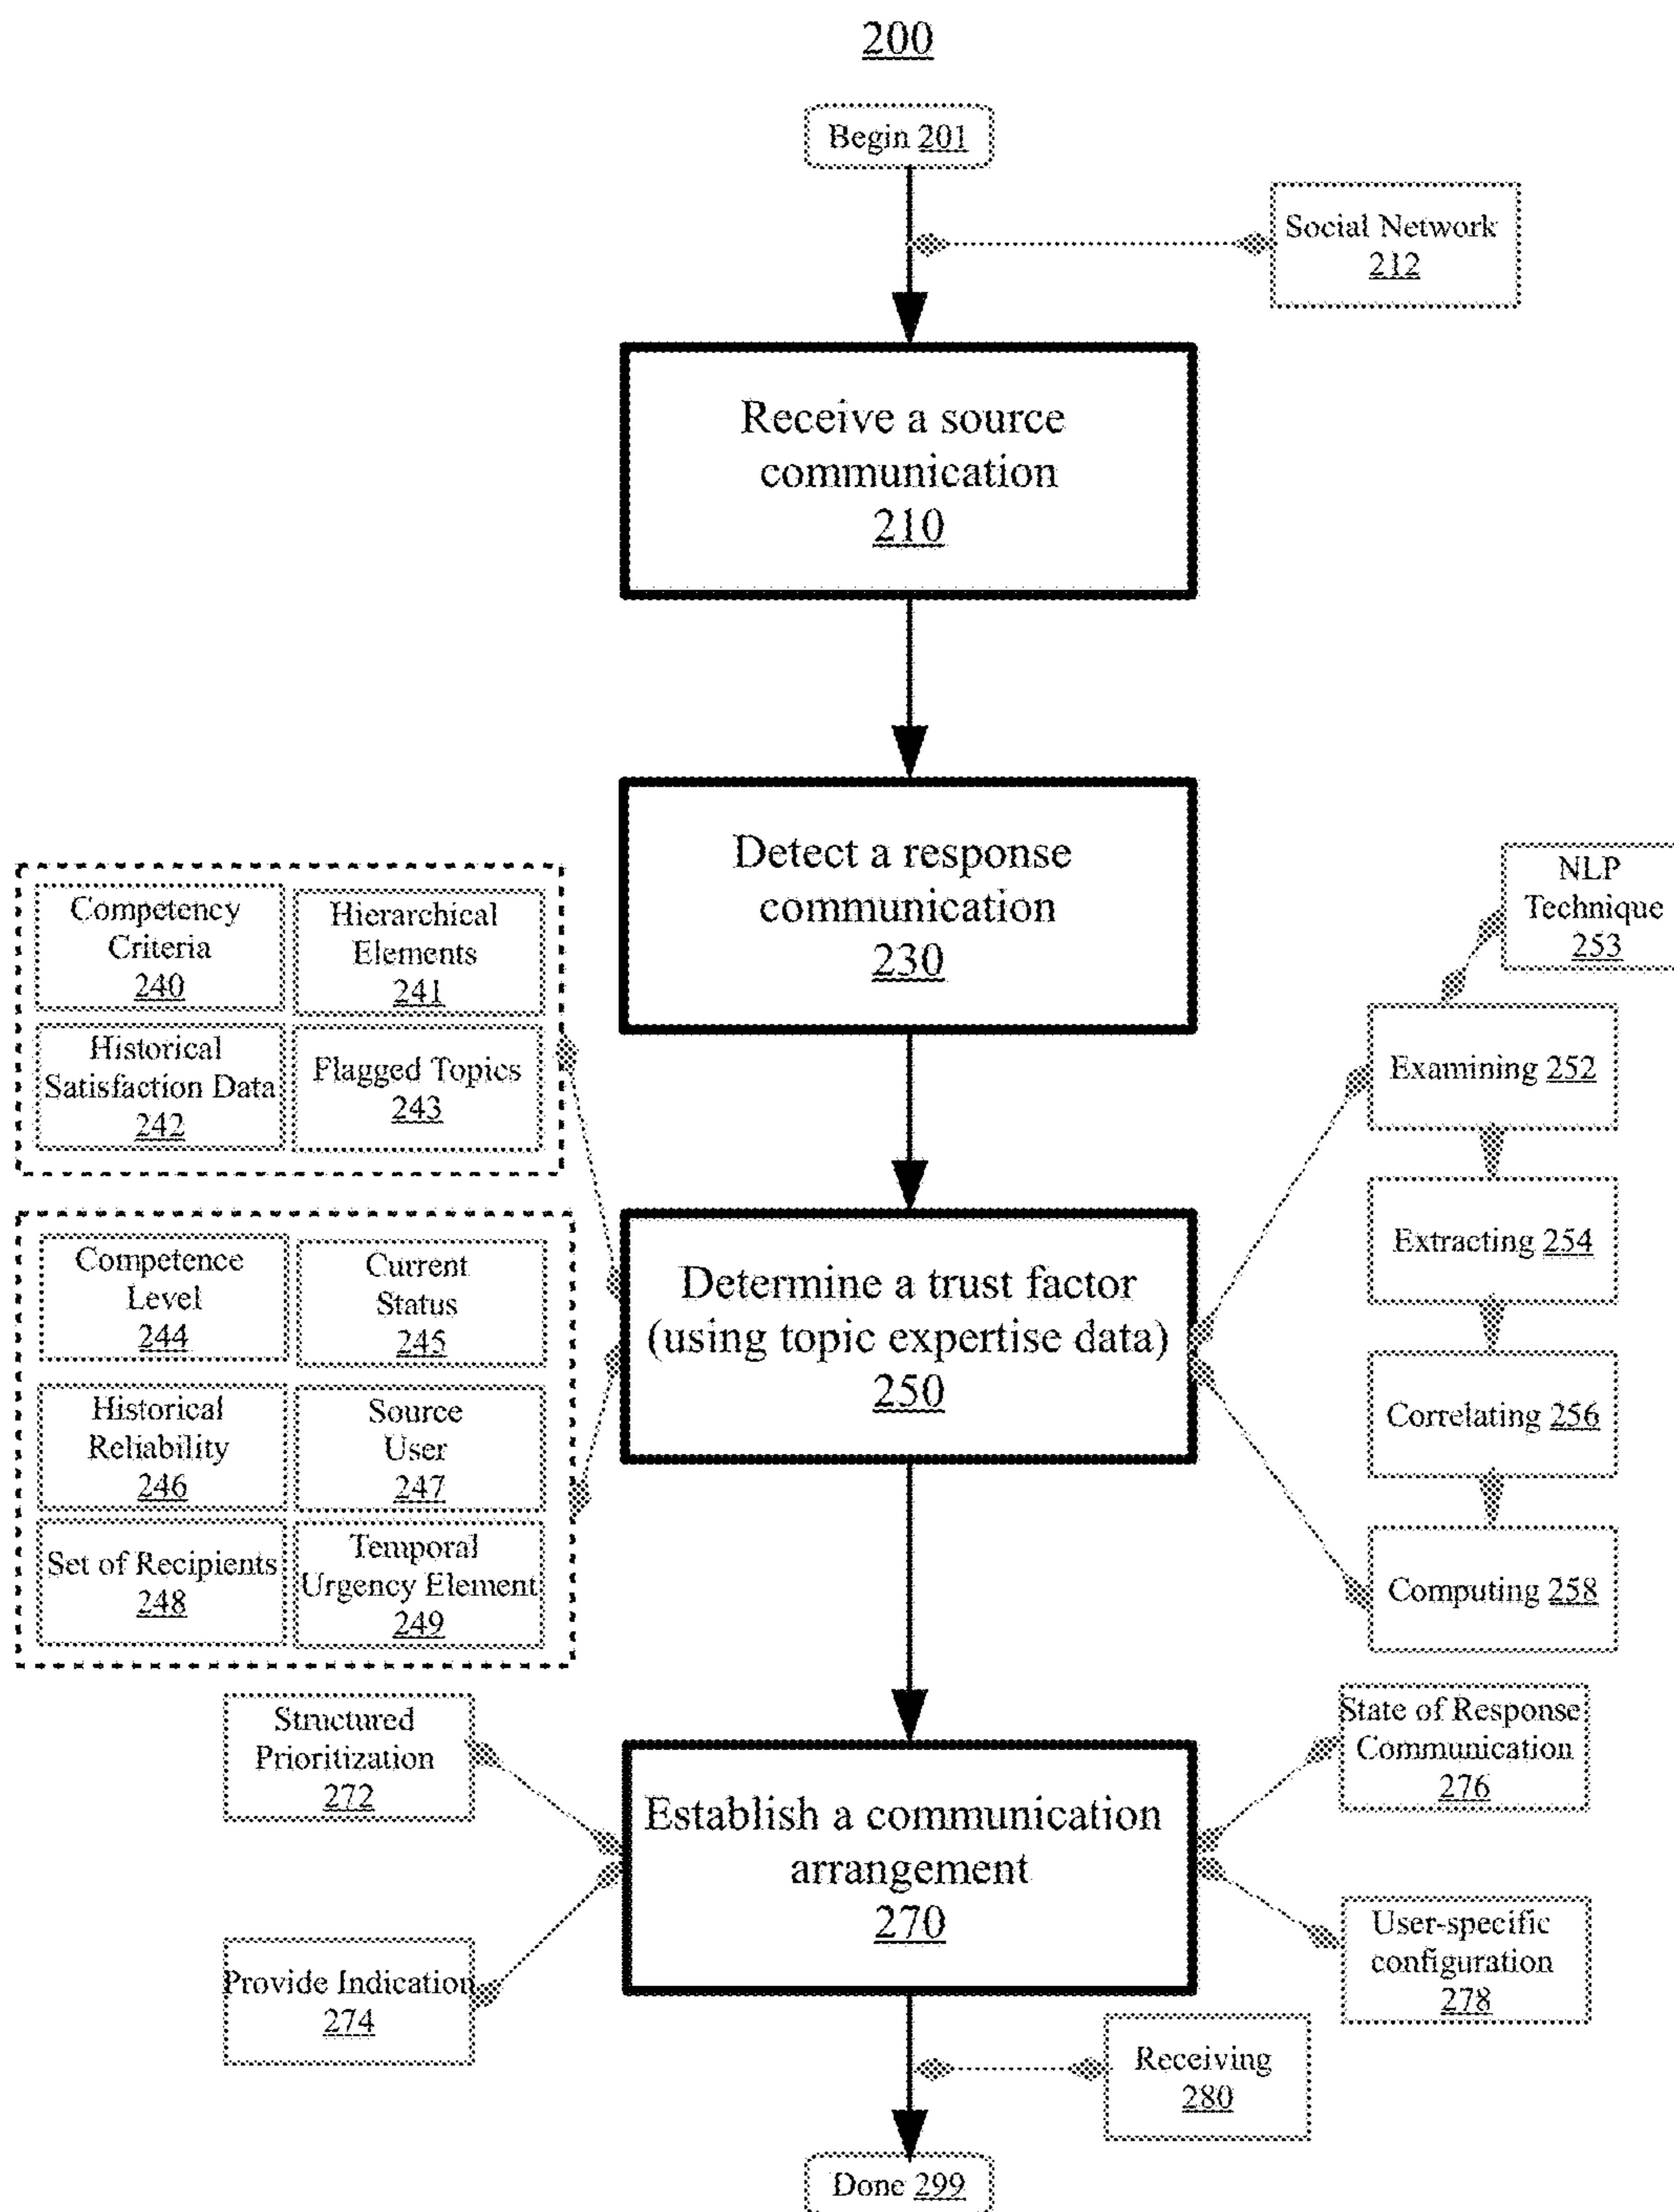 200
Begin 201
Social Network
212
Receive a source
communication
210
Detect a response
communication
230
NLP
Technique
253
Competency
Criteria
240
Hierarchical
Elements
241
Historical
Satisfaction Data
242
Flagged Topics
243
Examining 252
Extracting 254
Correlating 256
Computing 258
Determine a trust factor
(using topic expertise data)
250
Competence
Level
244
Current
Status
245
Historical
Reliability
246
Source
User
247
Set of Recipients
248
Temporal
Urgency Element
249
Structured
Prioritization
272
State of Response
Communication
276
Establish a communication
arrangement
270
Provide Indication
274
User-specific
configuration
278
Receiving
280
Done 299